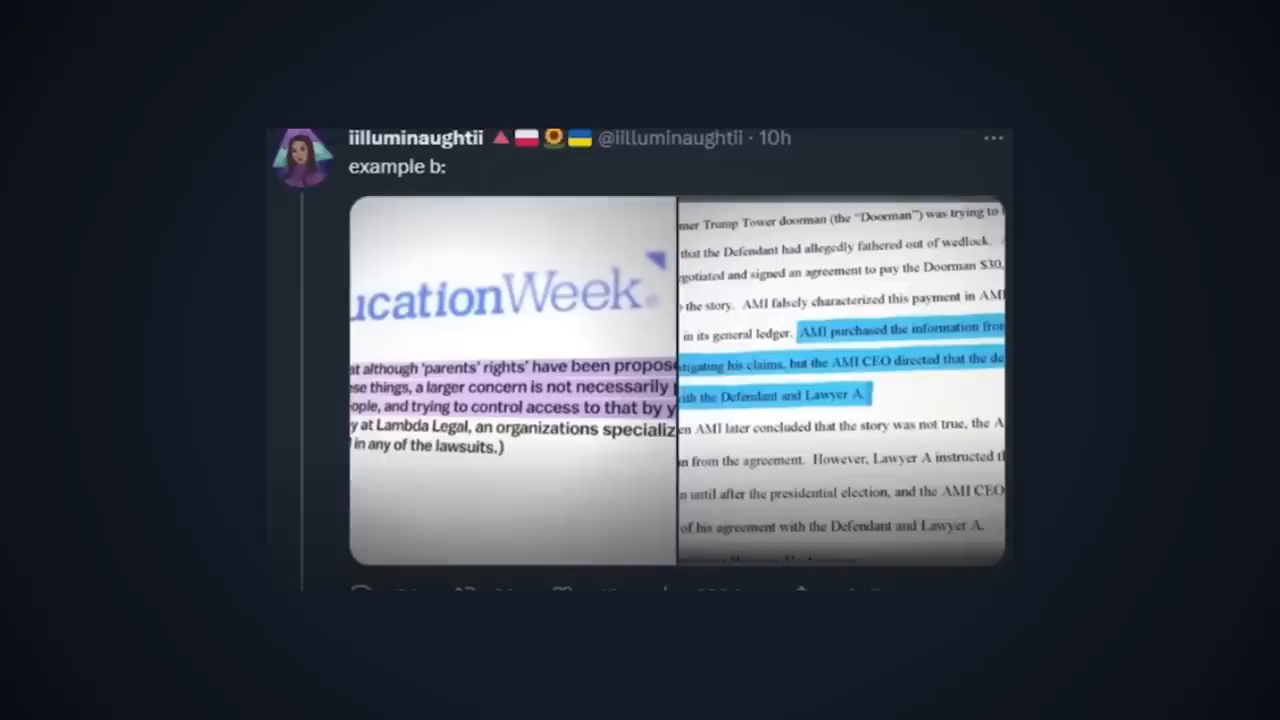 iilluminaughtii @iilluminaughtii · 10h
example b:
ucationWeek.
at although 'parents' rights' have been propos
se things, a larger concern is not necessarily
ople, and trying to control access to that by y
y at Lambda Legal, an organizations specializ
in any of the lawsuits.)
mer Trump Tower doorman (the “Doorman”) was trying to
that the Defendant had allegedly fathered out of wedlock.
gotiated and signed an agreement to pay the Doorman $30,
the story. AMI falsely characterized this payment in AMI
in its general ledger. AMI purchased the information from
tigating his claims, but the AMI CEO directed that the de
ith the Defendant and Lawyer A.
en AMI later concluded that the story was not true, the A
n from the agreement. However, Lawyer A instructed t
n until after the presidential election, and the AMI CEO
of his agreement with the Defendant and Lawyer A.